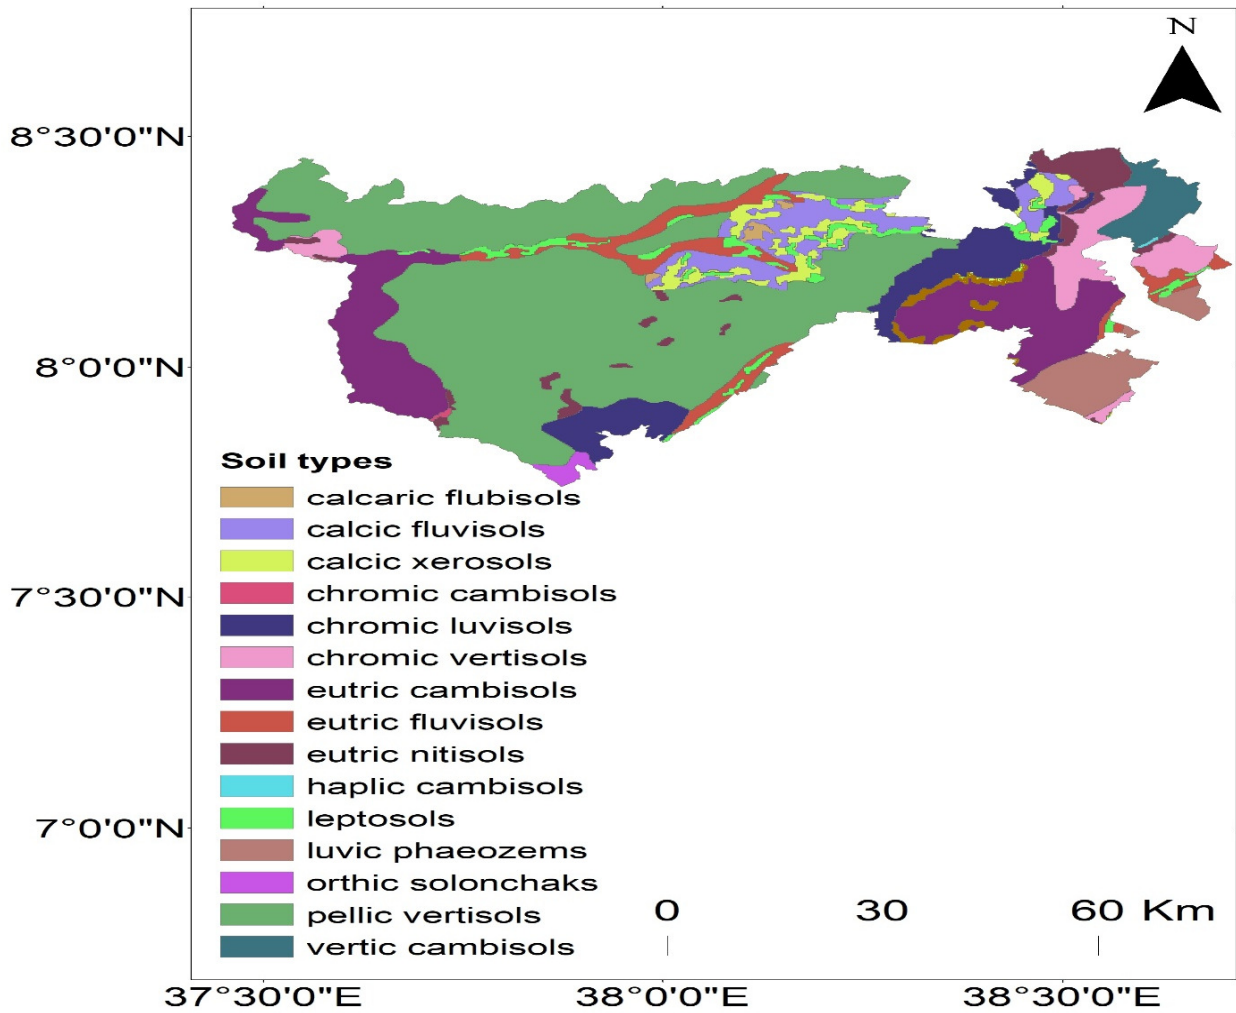 N
8°30'0"N
8°0'0"N
7°30'0"N
7°0'0"N
Soil types
calcaric flubisols
calcic fluvisols
calcic xerosols
chromic cambisols
chromic luvisols
chromic vertisols
eutric cambisols
eutric fluvisols
eutric nitisols
haplic cambisols
leptosols
luvic phaeozems
orthic solonchaks
pellic vertisols
vertic cambisols
0 30 60 Km
37°30'0"E 38°0'0"E 38°30'0"E